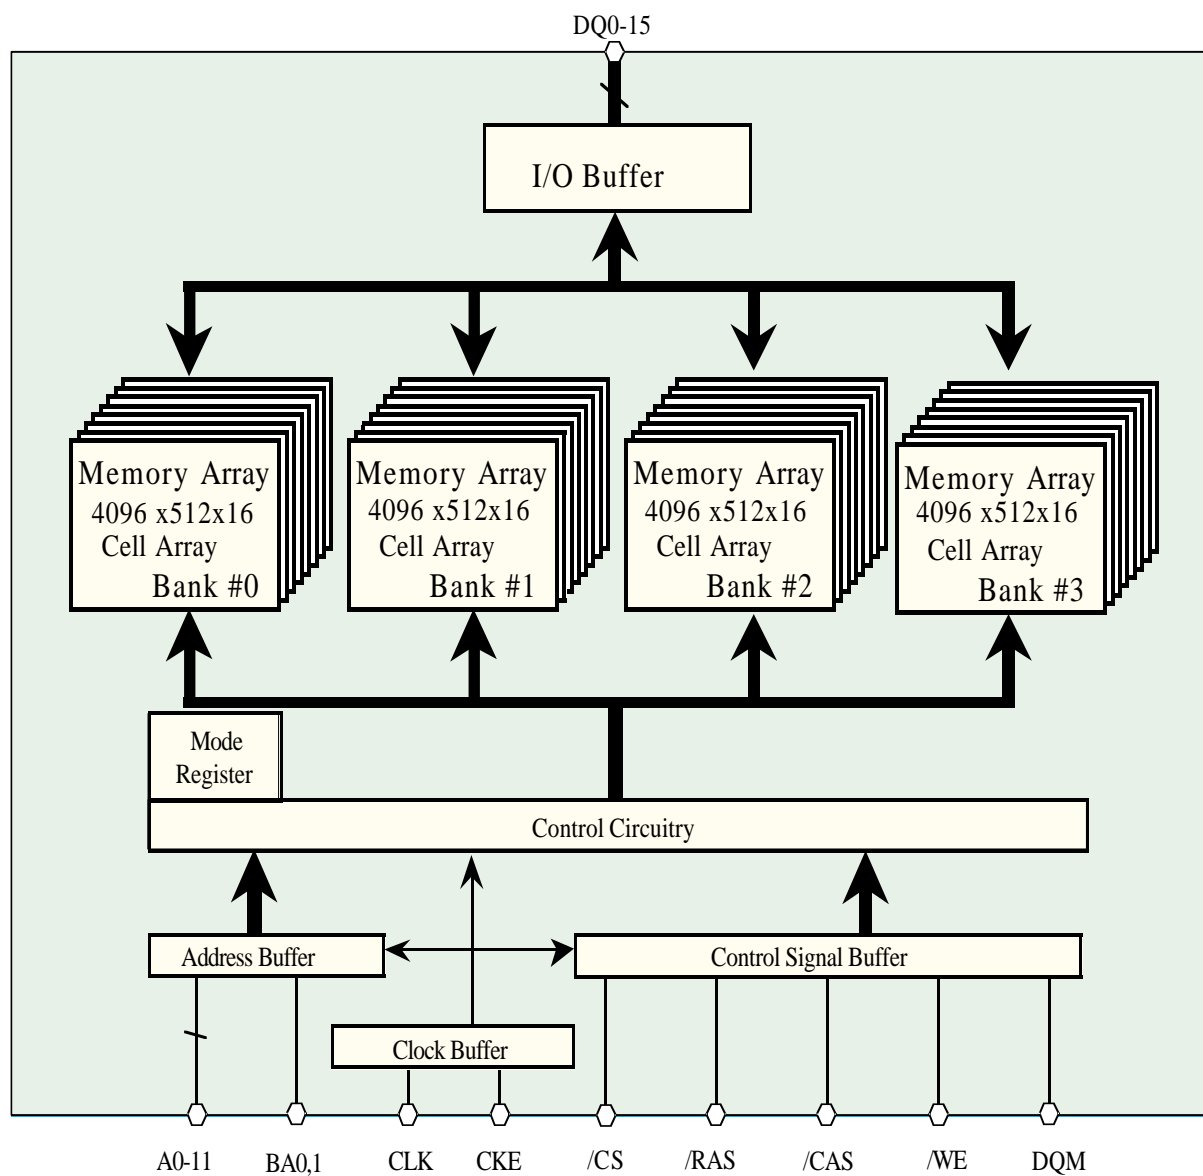 DQ0-15
I/O Buffer
Memory Array
4096 x512x16
Cell Array
Bank #0
Memory Array
4096 x512x16
Cell Array
Bank #1
Memory Array
4096 x512x16
Cell Array
Bank #2
Memory Array
4096 x512x16
Cell Array
Bank #3
Mode
Register
Control Circuitry
Address Buffer
Control Signal Buffer
Clock Buffer
A0-11
BA0,1
CLK
CKE
/CS
/RAS
/CAS
/WE
DQM